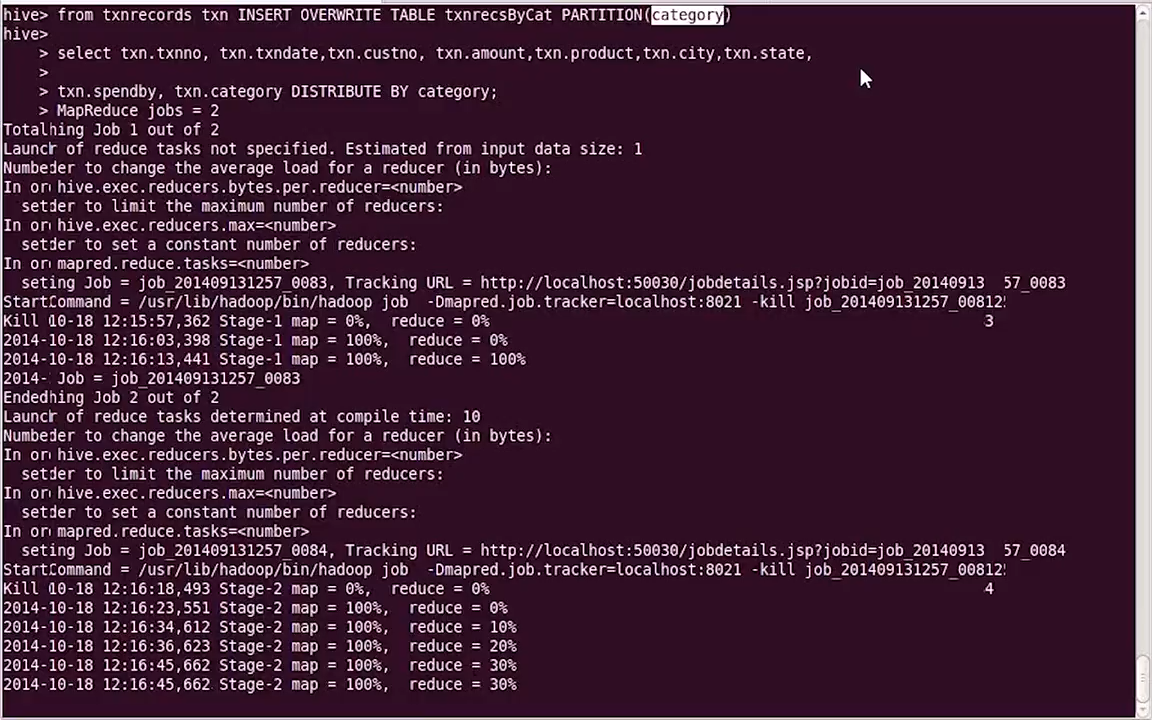 hive> from txnrecords txn INSERT OVERWRITE TABLE txnrecsByCat PARTITION(category)
hive>
> select txn.txnno, txn.txndate,txn.custno, txn.amount,txn.product,txn.city,txn.state,
>
> txn.spendby, txn.category DISTRIBUTE BY category;
> MapReduce jobs = 2
Totalhing Job 1 out of 2
Launcr of reduce tasks not specified. Estimated from input data size: 1
Numbeder to change the average load for a reducer (in bytes):
In or hive.exec.reducers.bytes.per.reducer=<number>
setder to limit the maximum number of reducers:
In or hive.exec.reducers.max=<number>
setder to set a constant number of reducers:
In or mapred.reduce.tasks=<number>
seting Job = job_201409131257_0083, Tracking URL = http://localhost:50030/jobdetails.jsp?jobid=job_20140913 57_0083
StartCommand = /usr/lib/hadoop/bin/hadoop job -Dmapred.job.tracker=localhost:8021 -kill job_201409131257_00812
Kill 10-18 12:15:57,362 Stage-1 map = 0%, reduce = 0% 3
2014-10-18 12:16:03,398 Stage-1 map = 100%, reduce = 0%
2014-10-18 12:16:13,441 Stage-1 map = 100%, reduce = 100%
2014- Job = job_201409131257_0083
Endedhing Job 2 out of 2
Launcr of reduce tasks determined at compile time: 10
Numbeder to change the average load for a reducer (in bytes):
In or hive.exec.reducers.bytes.per.reducer=<number>
setder to limit the maximum number of reducers:
In or hive.exec.reducers.max=<number>
setder to set a constant number of reducers:
In or mapred.reduce.tasks=<number>
seting Job = job_201409131257_0084, Tracking URL = http://localhost:50030/jobdetails.jsp?jobid=job_20140913 57_0084
StartCommand = /usr/lib/hadoop/bin/hadoop job -Dmapred.job.tracker=localhost:8021 -kill job_201409131257_00812
Kill 10-18 12:16:18,493 Stage-2 map = 0%, reduce = 0% 4
2014-10-18 12:16:23,551 Stage-2 map = 100%, reduce = 0%
2014-10-18 12:16:34,612 Stage-2 map = 100%, reduce = 10%
2014-10-18 12:16:36,623 Stage-2 map = 100%, reduce = 20%
2014-10-18 12:16:45,662 Stage-2 map = 100%, reduce = 30%
2014-10-18 12:16:45,662 Stage-2 map = 100%, reduce = 30%